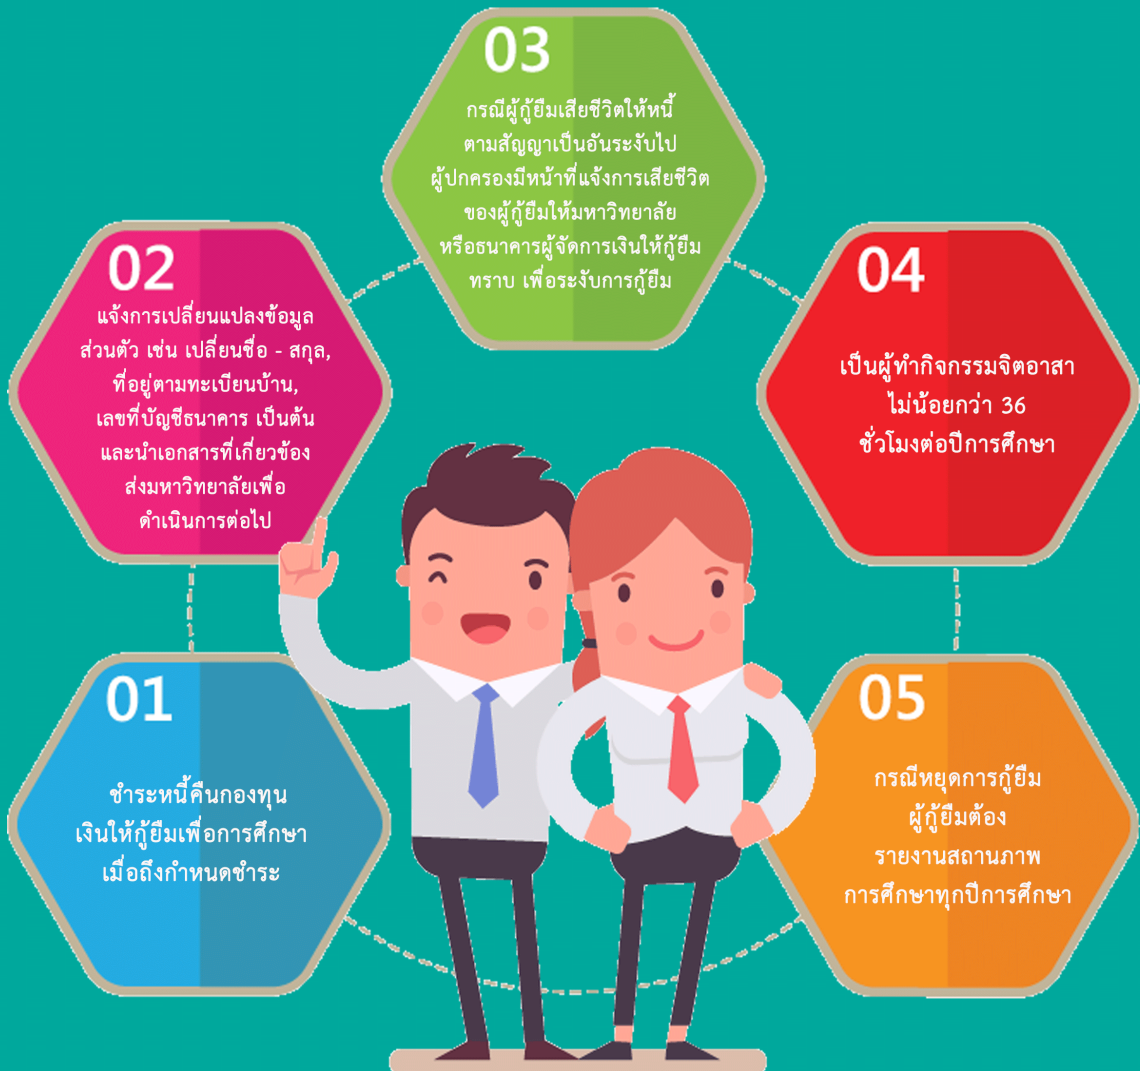 01
ชำระหนี้คืนกองทุน
เงินให้กู้ยืมเพื่อการศึกษา
เมื่อถึงกำหนดชำระ
02
แจ้งการเปลี่ยนแปลงข้อมูล
ส่วนตัว เช่น เปลี่ยนชื่อ - สกุล,
ที่อยู่ตามทะเบียนบ้าน,
เลขที่บัญชีธนาคาร เป็นต้น
และนำเอกสารที่เกี่ยวข้อง
ส่งมหาวิทยาลัยเพื่อ
ดำเนินการต่อไป
03
กรณีผู้กู้ยืมเสียชีวิตให้หนี้
ตามสัญญาเป็นอันระงับไป
ผู้ปกครองมีหน้าที่แจ้งการเสียชีวิต
ของผู้กู้ยืมให้มหาวิทยาลัย
หรือธนาคารผู้จัดการเงินให้กู้ยืม
ทราบ เพื่อระงับการกู้ยืม
04
เป็นผู้ทำกิจกรรมจิตอาสา
ไม่น้อยกว่า 36
ชั่วโมงต่อปีการศึกษา
05
กรณีหยุดการกู้ยืม
ผู้กู้ยืมต้อง
รายงานสถานภาพ
การศึกษาทุกปีการศึกษา